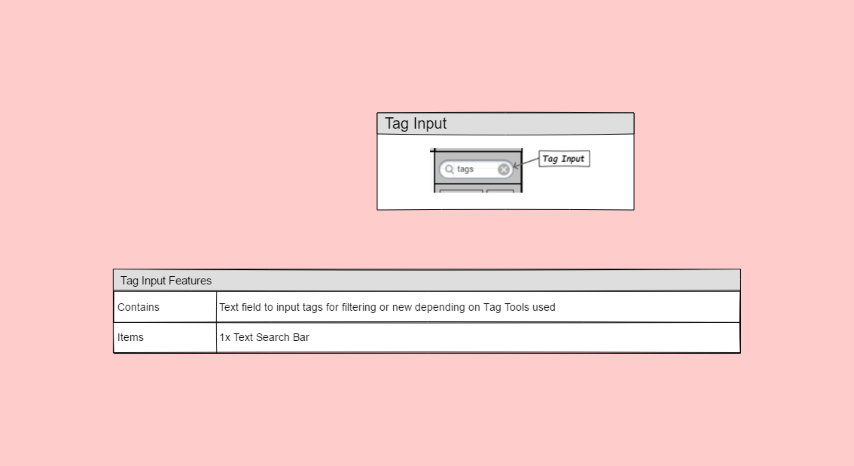 Tag Input
tags
Tag Input
Tag Input Features
Contains
Text field to input tags for filtering or new depending on Tag Tools used
Items
1x Text Search Bar